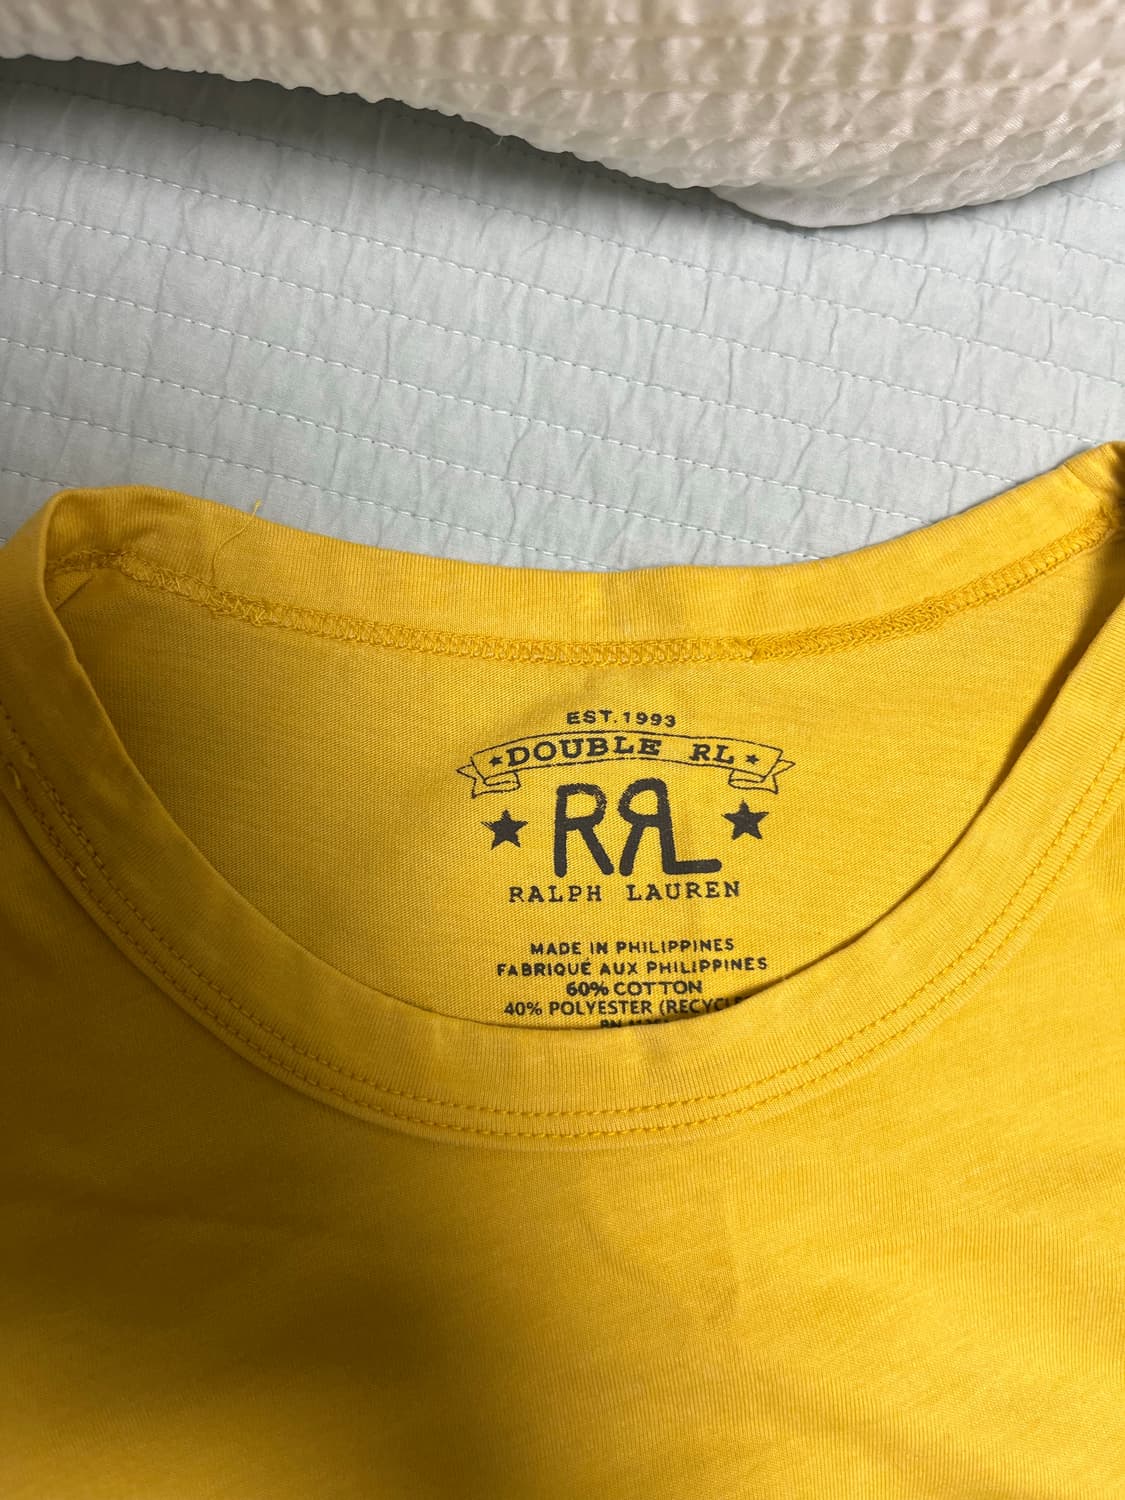 EST. 1993
DOUBLE RL
RRL
RALPH LAUREN
MADE IN PHILIPPINES
FABRIQUÉ AUX PHILIPPINES
60% COTTON
40% POLYESTER